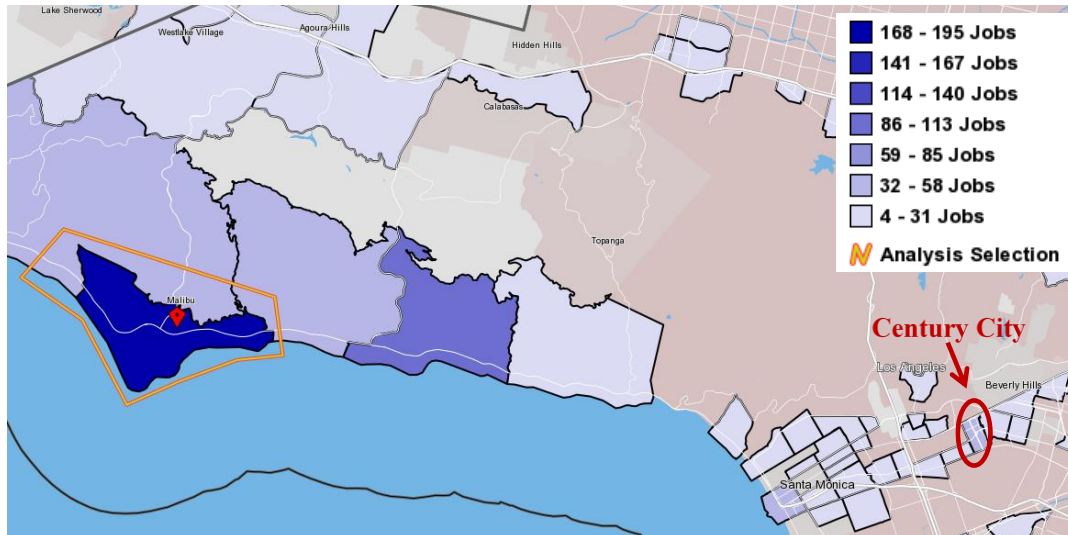 Lake Sherwood
Westlake Village
Agoura Hills
Hidden Hills
Calabasas
Topanga
Malibu
168 - 195 Jobs
141 - 167 Jobs
114 - 140 Jobs
86 - 113 Jobs
59 - 85 Jobs
32 - 58 Jobs
4 - 31 Jobs
Analysis Selection
Century City
Los Angeles
Beverly Hills
Santa Monica